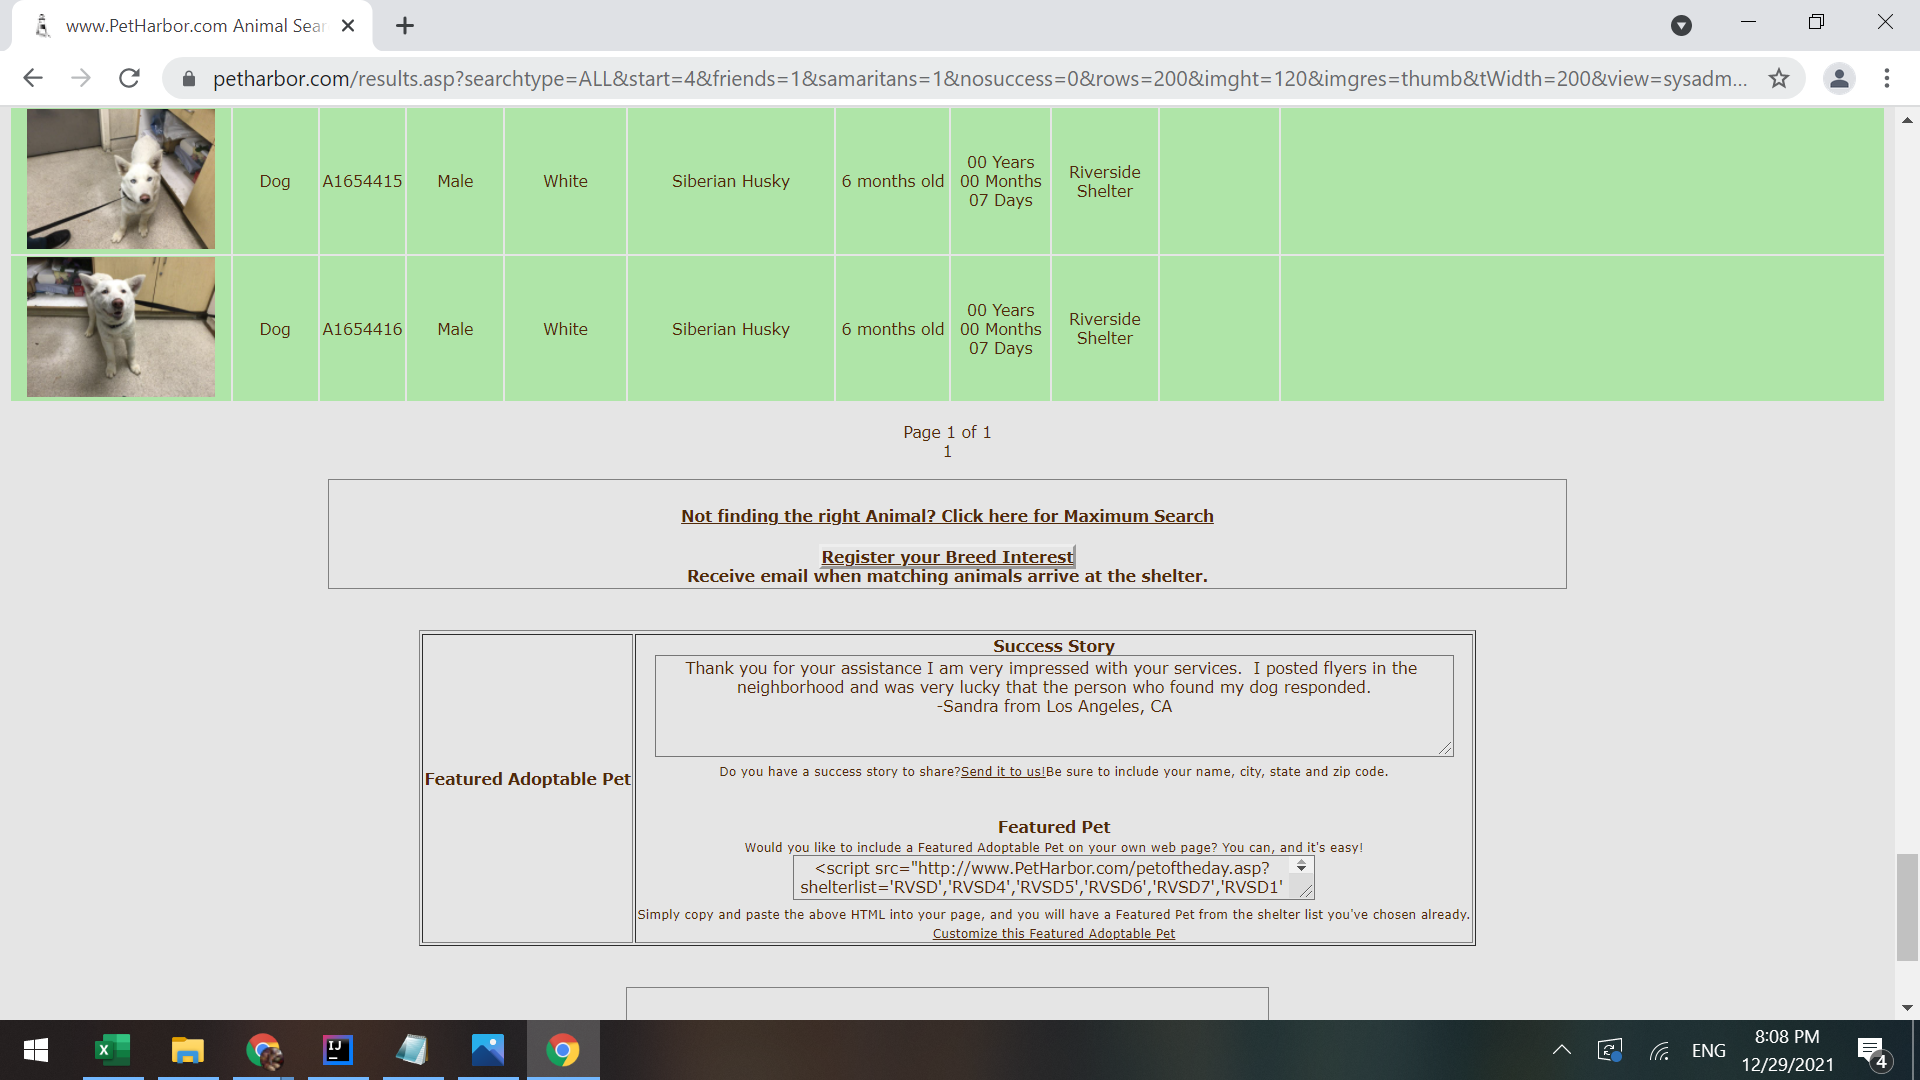 www.PetHarbor.com Animal Sear
petharbor.com/results.asp?searchtype=ALL&start=4&friends=1&samaritans=1&nosuccess=0&rows=200&imght=120&imgres=thumb&tWidth=200&view=sysadm...
Dog A1654415 Male White Siberian Husky 6 months old 00 Years 00 Months 07 Days Riverside Shelter
Dog A1654416 Male White Siberian Husky 6 months old 00 Years 00 Months 07 Days Riverside Shelter
Page 1 of 1
1
Not finding the right Animal? Click here for Maximum Search
Register your Breed Interest
Receive email when matching animals arrive at the shelter.
Featured Adoptable Pet
Success Story
Thank you for your assistance I am very impressed with your services.  I posted flyers in the
neighborhood and was very lucky that the person who found my dog responded.
-Sandra from Los Angeles, CA
Do you have a success story to share?Send it to us!Be sure to include your name, city, state and zip code.
Featured Pet
Would you like to include a Featured Adoptable Pet on your own web page? You can, and it's easy!
<script src="http://www.PetHarbor.com/petoftheday.asp?
shelterlist='RVSD','RVSD4','RVSD5','RVSD6','RVSD7','RVSD1'
Simply copy and paste the above HTML into your page, and you will have a Featured Pet from the shelter list you've chosen already.
Customize this Featured Adoptable Pet
IJ
ENG
8:08 PM
12/29/2021
4